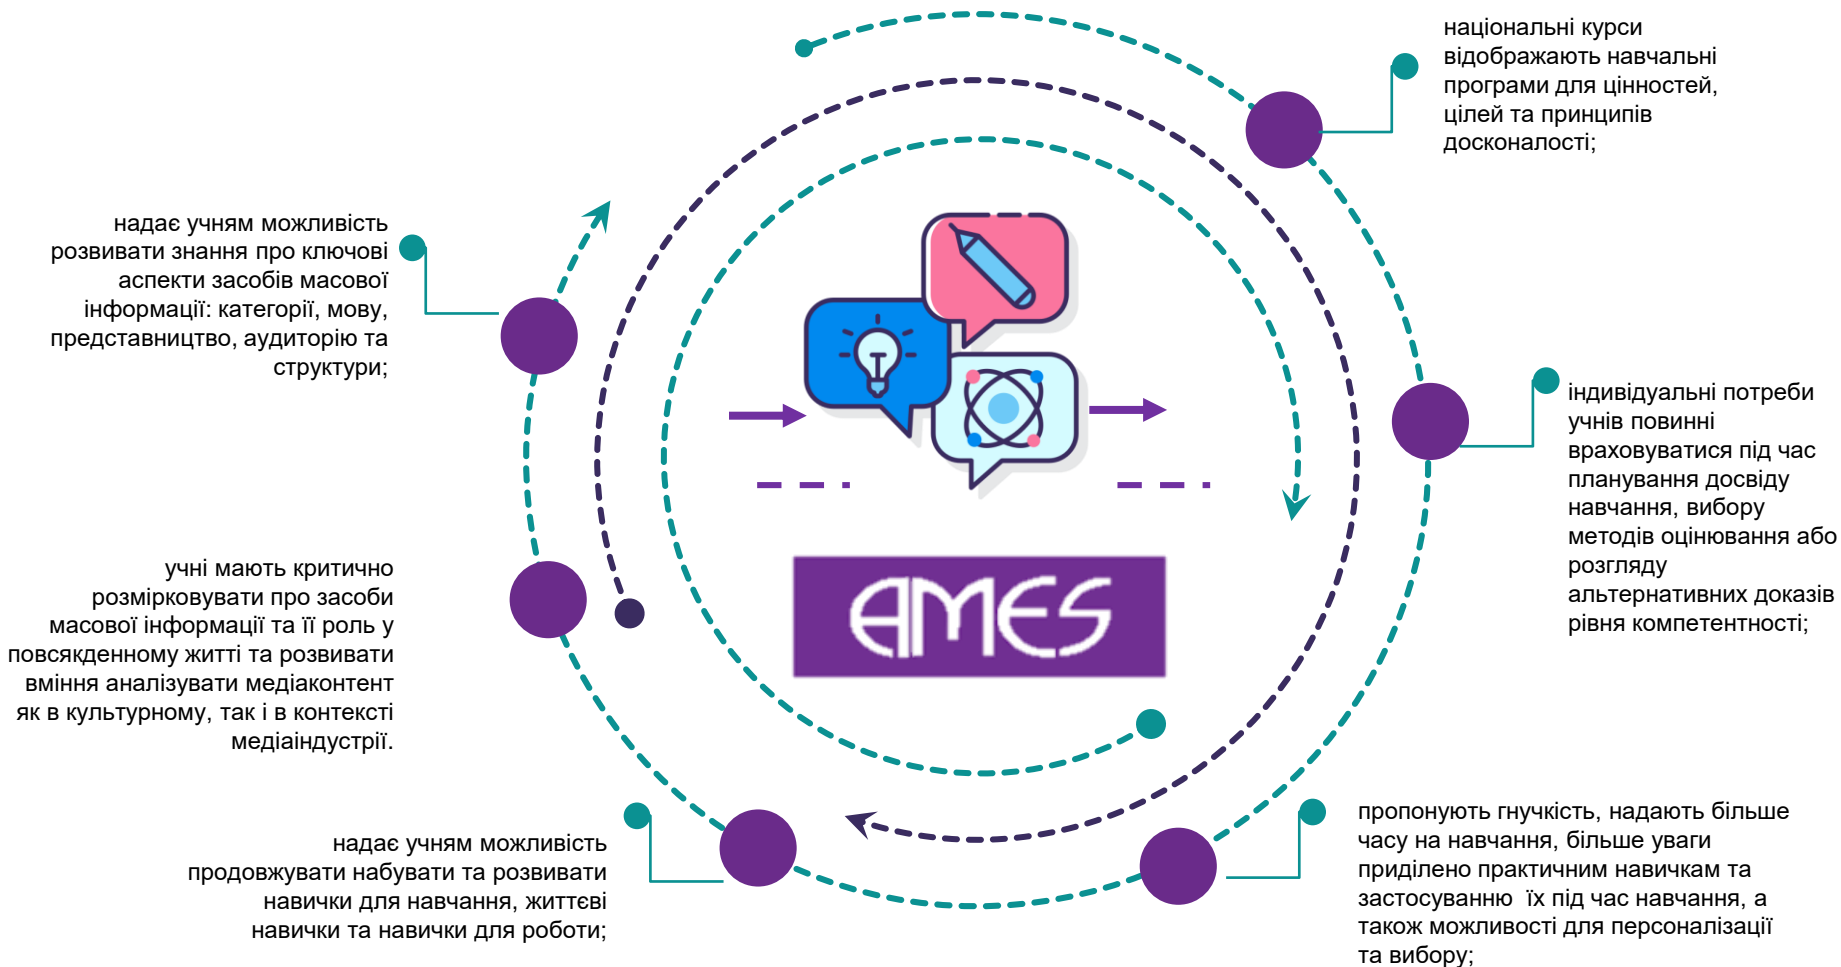 національні курси
відображають навчальні
програми для цінностей,
цілей та принципів
досконалості;
індивідуальні потреби
учнів повинні
враховуватися під час
планування досвіду
навчання, вибору
методів оцінювання або
розгляду
альтернативних доказів
рівня компетентності;
пропонують гнучкість, надають більше
часу на навчання, більше уваги
приділено практичним навичкам та
застосуванню їх під час навчання, а
також можливості для персоналізації
та вибору;
надає учням можливість
продовжувати набувати та розвивати
навички для навчання, життєві
навички та навички для роботи;
учні мають критично
розмірковувати про засоби
масової інформації та її роль у
повсякденному житті та розвивати
вміння аналізувати медіаконтент
як в культурному, так і в контексті
медіаіндустрії.
надає учням можливість
розвивати знання про ключові
аспекти засобів масової
інформації: категорії, мову,
представництво, аудиторію та
структури;
AMES